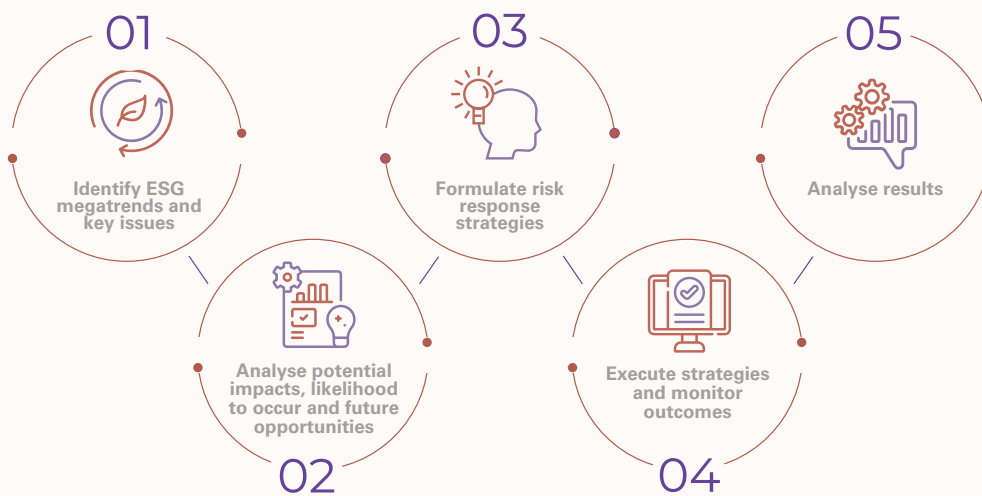 01
Identify ESG
megatrends and
key issues
02
Analyse potential
impacts, likelihood
to occur and future
opportunities
03
Formulate risk
response
strategies
04
Execute strategies
and monitor
outcomes
05
Analyse results